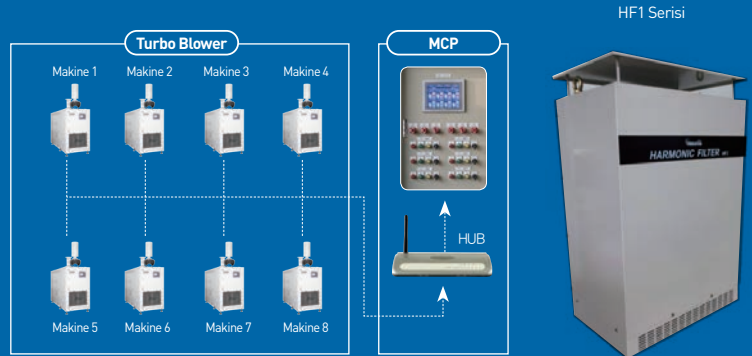 HF1 Serisi
Turbo Blower
MCP
Makine 1
Makine 2
Makine 3
Makine 4
HUB
HARMONIC FILTER
Makine 5
Makine 6
Makine 7
Makine 8